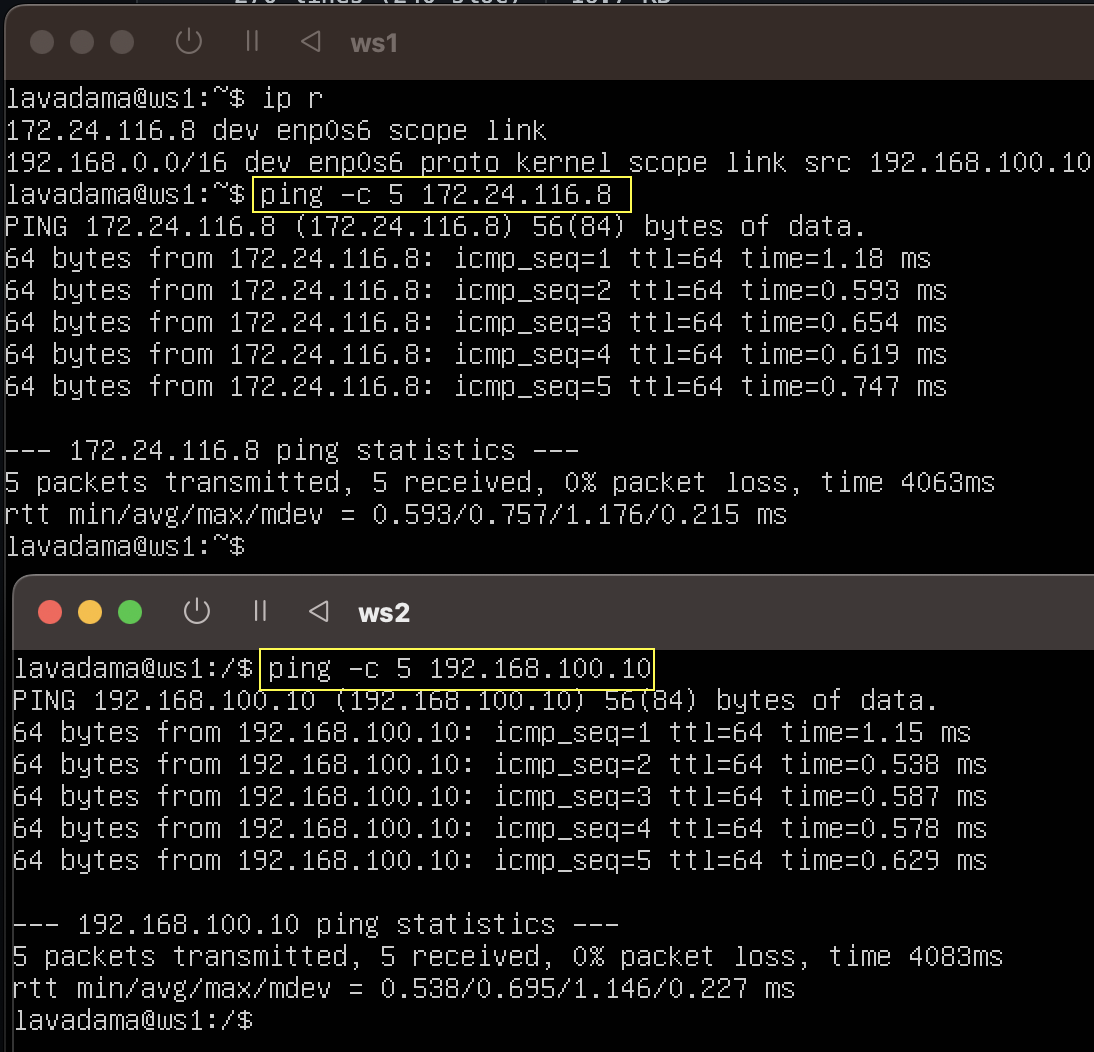 ws1
lavadama@ws1:~$ ip r
172.24.116.8 dev enp0s6 scope link
192.168.0.0/16 dev enp0s6 proto kernel scope link src 192.168.100.10
lavadama@ws1:~$ ping -c 5 172.24.116.8
PING 172.24.116.8 (172.24.116.8) 56(84) bytes of data.
64 bytes from 172.24.116.8: icmp_seq=1 ttl=64 time=1.18 ms
64 bytes from 172.24.116.8: icmp_seq=2 ttl=64 time=0.593 ms
64 bytes from 172.24.116.8: icmp_seq=3 ttl=64 time=0.654 ms
64 bytes from 172.24.116.8: icmp_seq=4 ttl=64 time=0.619 ms
64 bytes from 172.24.116.8: icmp_seq=5 ttl=64 time=0.747 ms
--- 172.24.116.8 ping statistics ---
5 packets transmitted, 5 received, 0% packet loss, time 4063ms
rtt min/avg/max/mdev = 0.593/0.757/1.176/0.215 ms
lavadama@ws1:~$
ws2
lavadama@ws1:/$ ping -c 5 192.168.100.10
PING 192.168.100.10 (192.168.100.10) 56(84) bytes of data.
64 bytes from 192.168.100.10: icmp_seq=1 ttl=64 time=1.15 ms
64 bytes from 192.168.100.10: icmp_seq=2 ttl=64 time=0.538 ms
64 bytes from 192.168.100.10: icmp_seq=3 ttl=64 time=0.587 ms
64 bytes from 192.168.100.10: icmp_seq=4 ttl=64 time=0.578 ms
64 bytes from 192.168.100.10: icmp_seq=5 ttl=64 time=0.629 ms
--- 192.168.100.10 ping statistics ---
5 packets transmitted, 5 received, 0% packet loss, time 4083ms
rtt min/avg/max/mdev = 0.538/0.695/1.146/0.227 ms
lavadama@ws1:/$